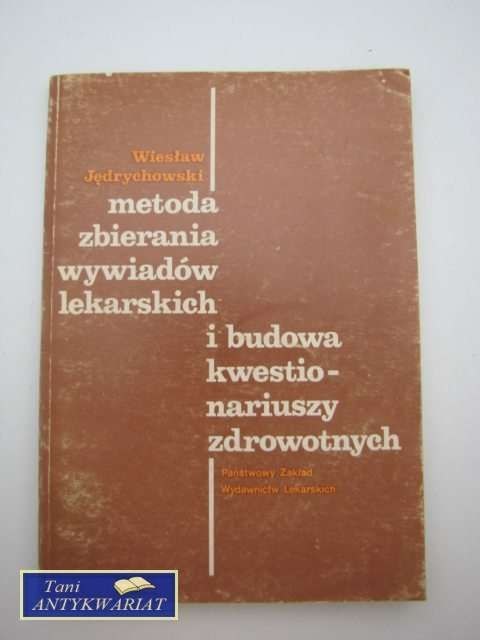 Wiesław
Jędrychowski
metoda
zbierania
wywiadów
lekarskich
i budowa
kwestio-
nariuszy
zdrowotnych
Państwowy Zakład
Wydawnictw Lekarskich
Tani
ANTYKWARIAT